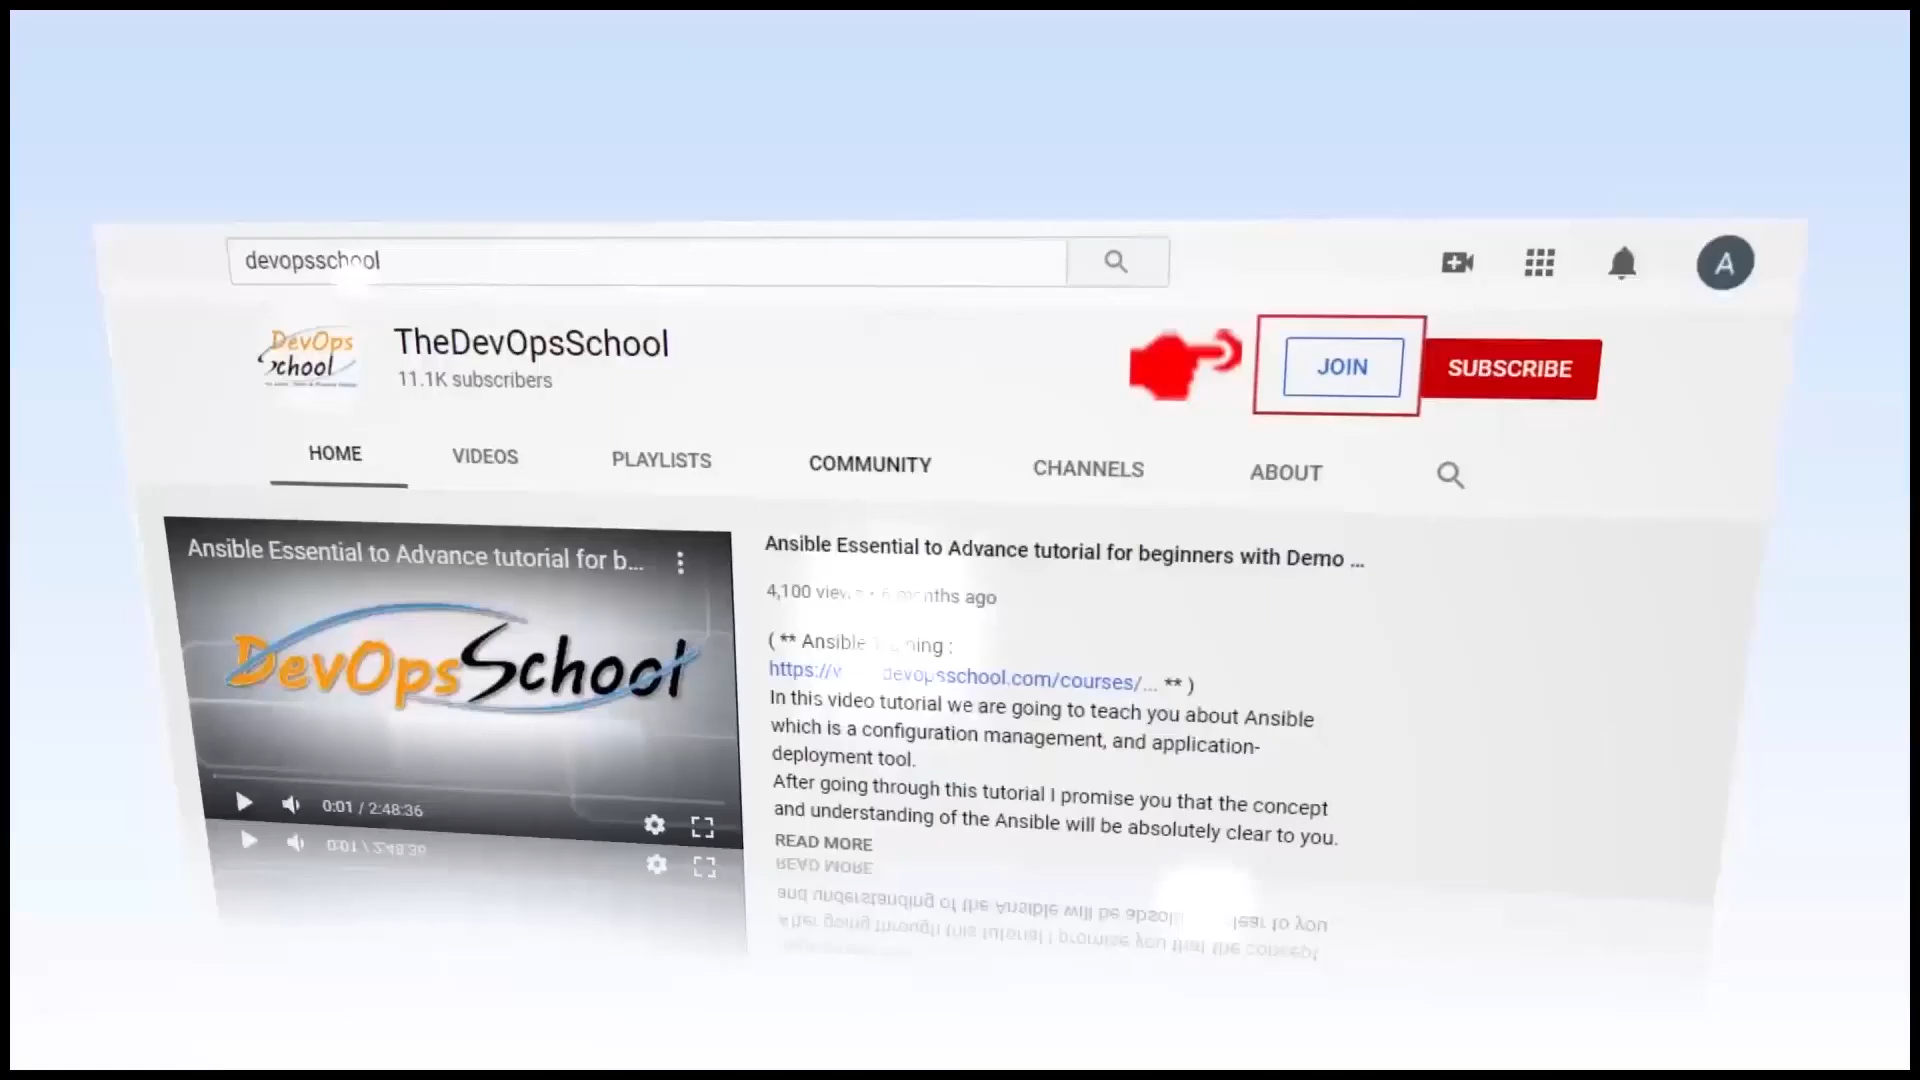 devopsschool
A
DevOps
School
TheDevOpsSchool
11.1K subscribers
JOIN
SUBSCRIBE
HOME
VIDEOS
PLAYLISTS
COMMUNITY
CHANNELS
ABOUT
Ansible Essential to Advance tutorial for b...
DevOpsSchool
0:01 / 2:48:36
Ansible Essential to Advance tutorial for beginners with Demo ...
4,100 views • 6 months ago
( ** Ansible :
devopsschool.com/courses/... ** )
In this video tutorial we are going to teach you about Ansible
which is a configuration management, and application-
deployment tool.
After going through this tutorial I promise you that the concept
and understanding of the Ansible will be absolutely clear to you.
READ MORE